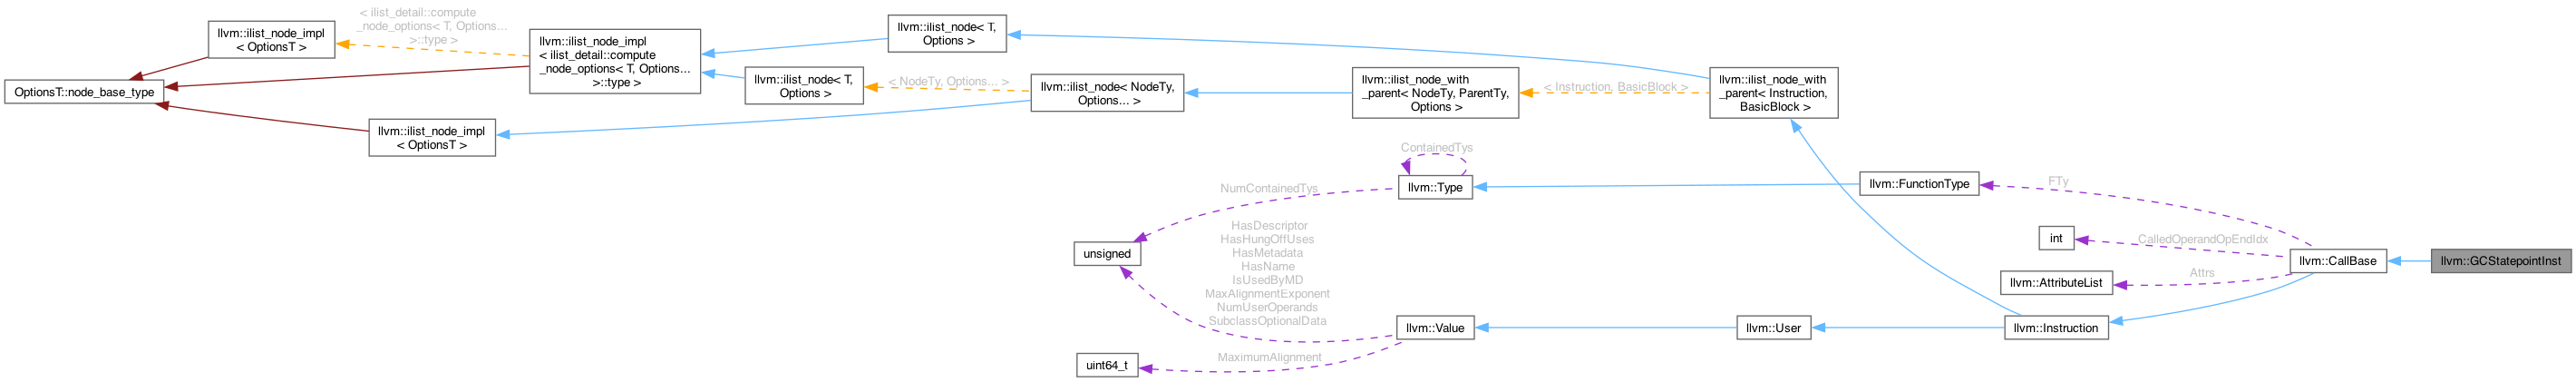 < ilist_detail::compute
_node_options< T, Options...
>::type >
llvm::ilist_node_impl
< OptionsT >
OptionsT::node_base_type
llvm::ilist_node_impl
< OptionsT >
llvm::ilist_node_impl
< ilist_detail::compute
_node_options< T, Options...
>::type >
llvm::ilist_node< T,
Options >
llvm::ilist_node< T,
Options >
< NodeTy, Options... >
llvm::ilist_node< NodeTy,
Options... >
llvm::ilist_node_with
_parent< NodeTy, ParentTy,
Options >
< Instruction, BasicBlock >
llvm::ilist_node_with
_parent< Instruction,
BasicBlock >
ContainedTys
llvm::Type
NumContainedTys
llvm::FunctionType
FTy
unsigned
HasDescriptor
HasHungOffUses
HasMetadata
HasName
IsUsedByMD
MaxAlignmentExponent
NumUserOperands
SubclassOptionalData
int
CalledOperandOpEndIdx
llvm::AttributeList
Attrs
llvm::CallBase
llvm::GCStatepointInst
llvm::Value
llvm::User
llvm::Instruction
uint64_t
MaximumAlignment